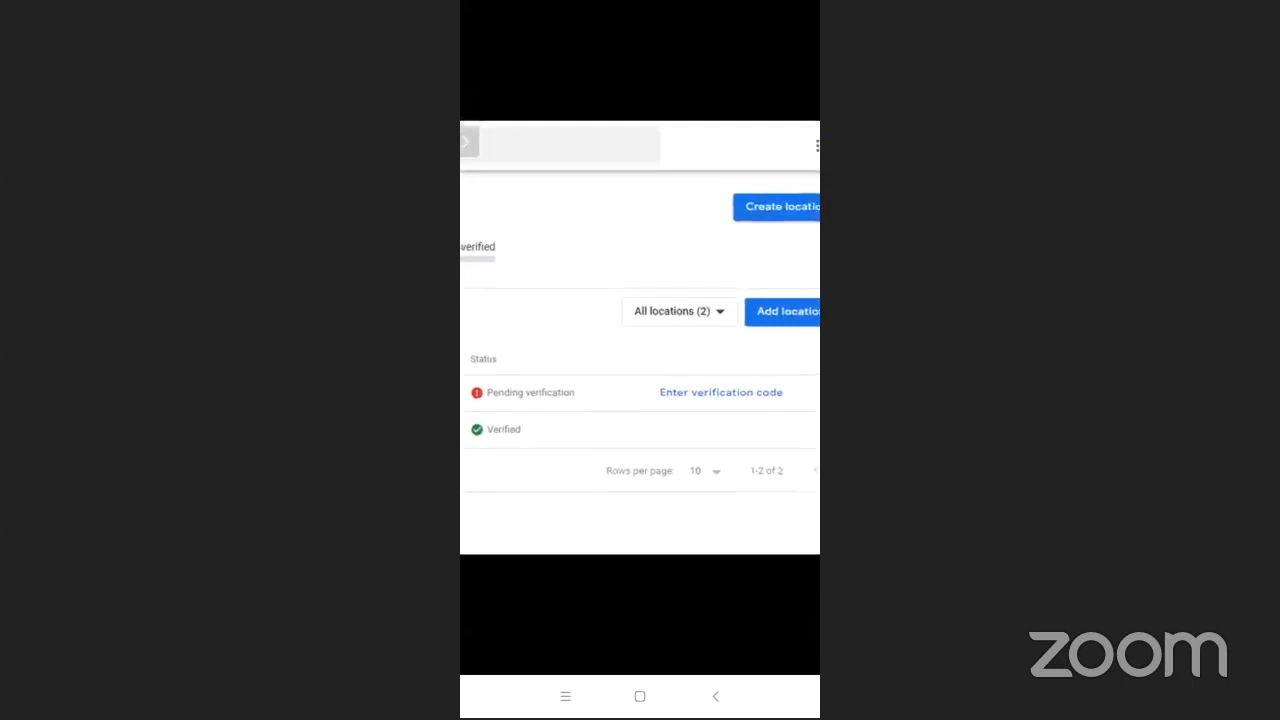 Create locatio
verified
All locations (2)
Add locatio
Status
Pending verification Enter verification code
Verified
Rows per page: 10 1-2 of 2
zoom